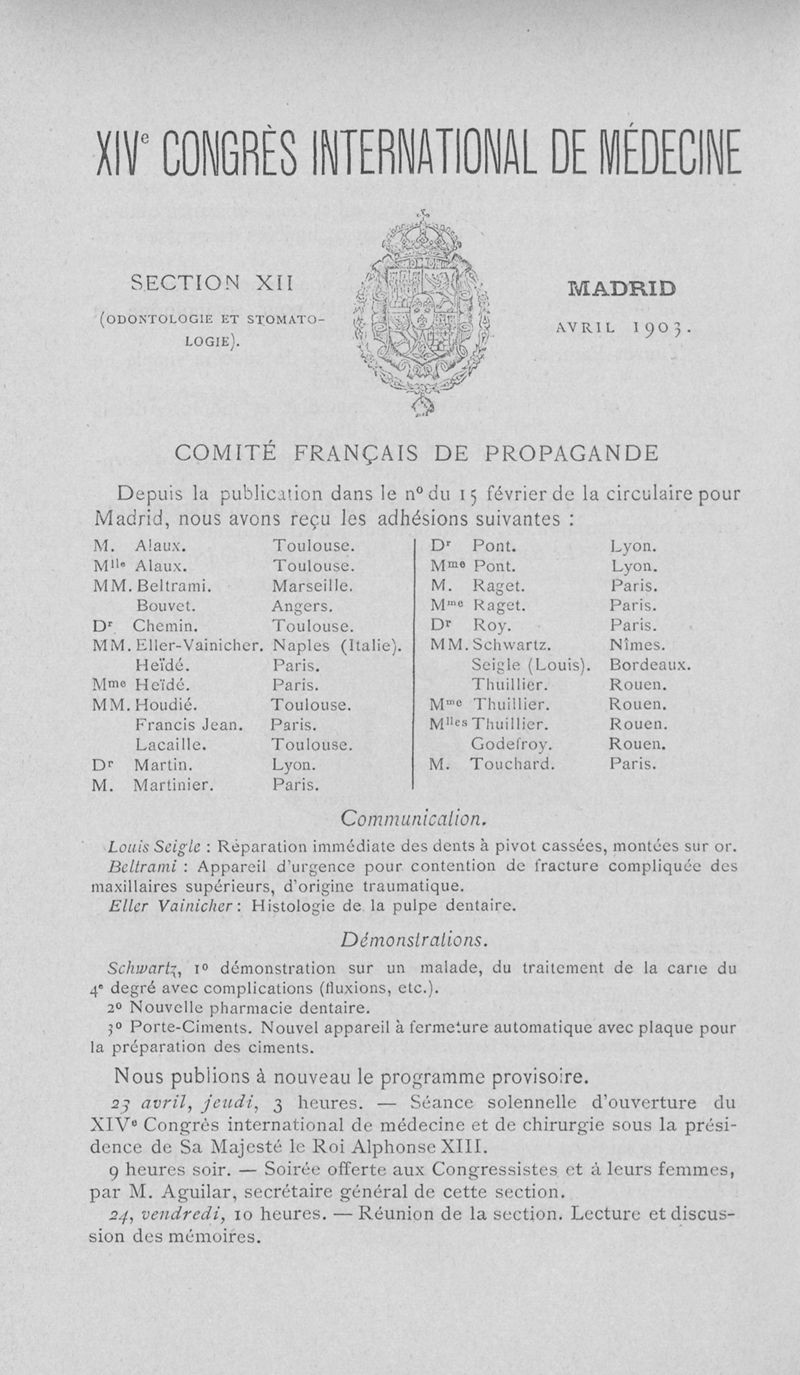 XIVe CONGRÈS INTERNATIONAL DE MÉDECINE
SECTION XII
(ODONTOLOGIE ET STOMATO-
LOGIE).
MADRID
AVRIL 1903.
COMITÉ FRANÇAIS DE PROPAGANDE
Depuis la publication dans le n° du 15 février de la circulaire pour
Madrid, nous avons reçu les adhésions suivantes :
M. Alaux. Toulouse.
Mlle Alaux. Toulouse.
MM. Beltrami. Marseille.
Bouvet. Angers.
Dr Chemin. Toulouse.
MM. Eller-Vainicher. Naples (Italie).
Heïdé. Paris.
Mme Heïdé. Paris.
MM. Houdié. Toulouse.
Francis Jean. Paris.
Lacaille. Toulouse.
Dr Martin. Lyon.
M. Martinier. Paris.
Dr Pont. Lyon.
Mme Pont. Lyon.
M. Raget. Paris.
Mme Raget. Paris.
Dr Roy. Paris.
MM. Schwartz. Nîmes.
Seigle (Louis). Bordeaux.
Thuillier. Rouen.
Mme Thuillier. Rouen.
Mlles Thuillier. Rouen.
Godefroy. Rouen.
M. Touchard. Paris.
Communication.
Louis Seigle : Réparation immédiate des dents à pivot cassées, montées sur or.
Beltrami : Appareil d'urgence pour contention de fracture compliquée des
maxillaires supérieurs, d'origine traumatique.
Eller Vainicher : Histologie de la pulpe dentaire.
Démonstrations.
Schwartz, 1° démonstration sur un malade, du traitement de la carie du
4e degré avec complications (fluxions, etc.).
2° Nouvelle pharmacie dentaire.
3° Porte-Ciments. Nouvel appareil à fermeture automatique avec plaque pour
la préparation des ciments.
Nous publions à nouveau le programme provisoire.
23 avril, jeudi, 3 heures. — Séance solennelle d'ouverture du
XIVe Congrès international de médecine et de chirurgie sous la prési-
dence de Sa Majesté le Roi Alphonse XIII.
9 heures soir. — Soirée offerte aux Congressistes et à leurs femmes,
par M. Aguilar, secrétaire général de cette section.
24, vendredi, 10 heures. — Réunion de la section. Lecture et discus-
sion des mémoires.